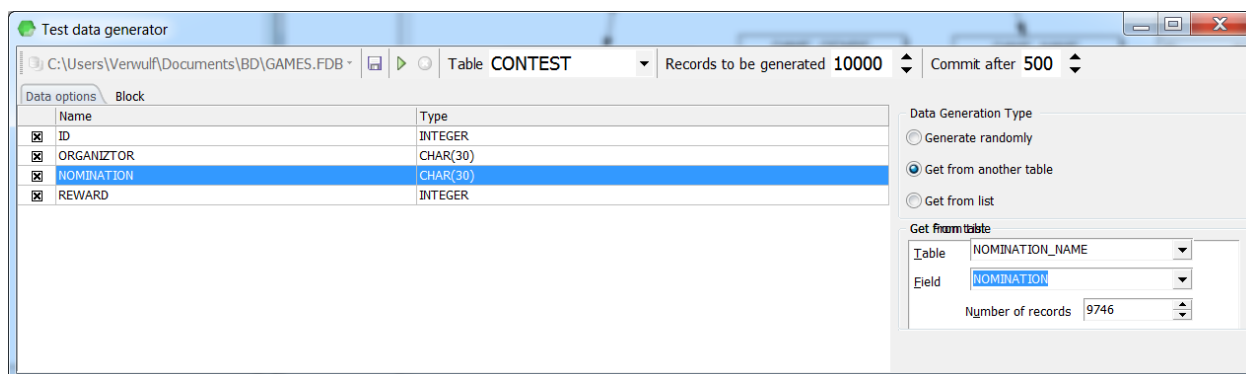 Test data generator
C:\Users\Verwulf\Documents\BD\GAMES.FDB Table CONTEST Records to be generated 10000 Commit after 500
Data options Block
Name Type
ID INTEGER
ORGANIZTOR CHAR(30)
NOMINATION CHAR(30)
REWARD INTEGER
Data Generation Type
Generate randomly
Get from another table
Get from list
Get from
Table NOMINATION_NAME
Field NOMINATION
Number of records 9746